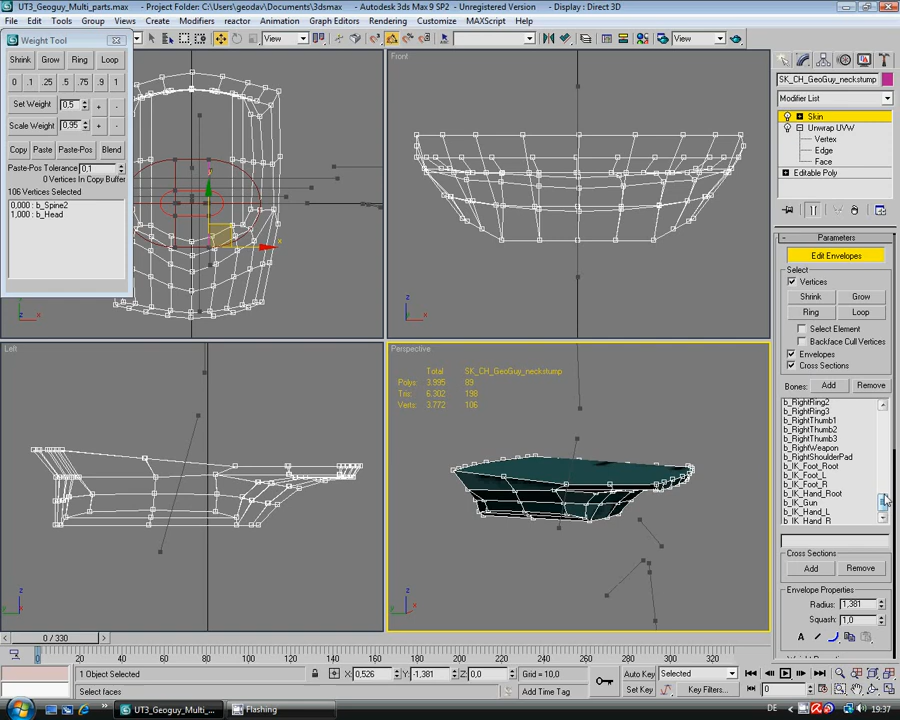 UT3_Geoguy_Multi_parts.max - Project Folder: C:\Users\geodav\Documents\3dsmax - Autodesk 3ds Max 9 SP2 - Unregistered Version - Display : Direct 3D
File Edit Tools Group Views Create Modifiers reactor Animation Graph Editors Rendering Customize MAXScript Help
Weight Tool
View
View
Shrink Grow Ring Loop
0 .1 .25 .5 .75 .9 1
Set Weight 0,5 + -
Scale Weight 0,95 + -
Copy Paste Paste-Pos Blend
Paste-Pos Tolerance 0,1
0 Vertices In Copy Buffer
106 Vertices Selected
0,000 : b_Spine2
1,000 : b_Head
Front
Left
Perspective
Total SK_CH_GeoGuy_neckstump
Polys: 3.995 89
Tris: 6.302 198
Verts: 3.772 106
SK_CH_GeoGuy_neckstump
Modifier List
Skin
Unwrap UVW
Vertex
Edge
Face
Editable Poly
Parameters
Edit Envelopes
Select
Vertices
Shrink Grow
Ring Loop
Select Element
Backface Cull Vertices
Envelopes
Cross Sections
Bones: Add Remove
b_RightRing2
b_RightRing3
b_RightThumb1
b_RightThumb2
b_RightThumb3
b_RightWeapon
b_RightShoulderPad
b_IK_Foot_Root
b_IK_Foot_L
b_IK_Foot_R
b_IK_Hand_Root
b_IK_Gun
b_IK_Hand_L
b_IK_Hand_R
Cross Sections
Add Remove
Envelope Properties
Radius: 1,381
Squash: 1,0
0 / 330
0 20 40 60 80 100 120 140 160 180 200 220 240 260 280 300 320
1 Object Selected X: 0,526 Y: -1,381 Z: 0,0 Grid = 10,0 Auto Key Selected
Select faces Add Time Tag Set Key Key Filters... 0
UT3_Geoguy_Multi_... Flashing DE 19:37